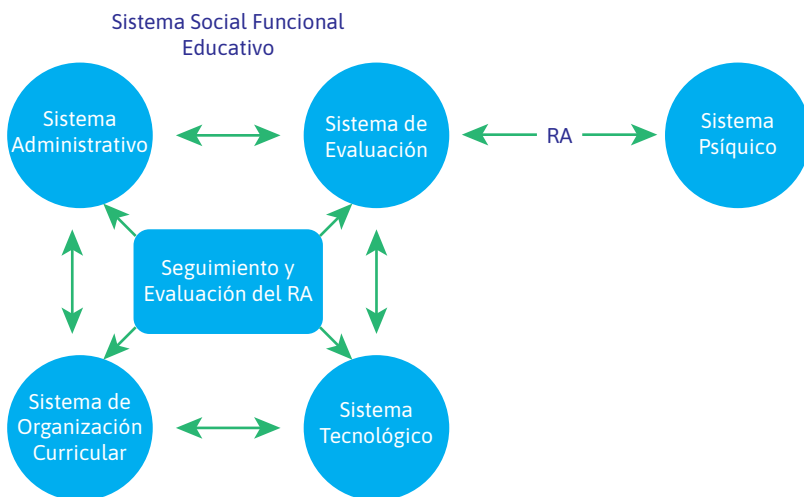 Sistema Social Funcional
Educativo
Sistema
Administrativo
Sistema de
Evaluación
RA
Sistema
Psíquico
Seguimiento y
Evaluación del RA
Sistema de
Organización
Curricular
Sistema
Tecnológico